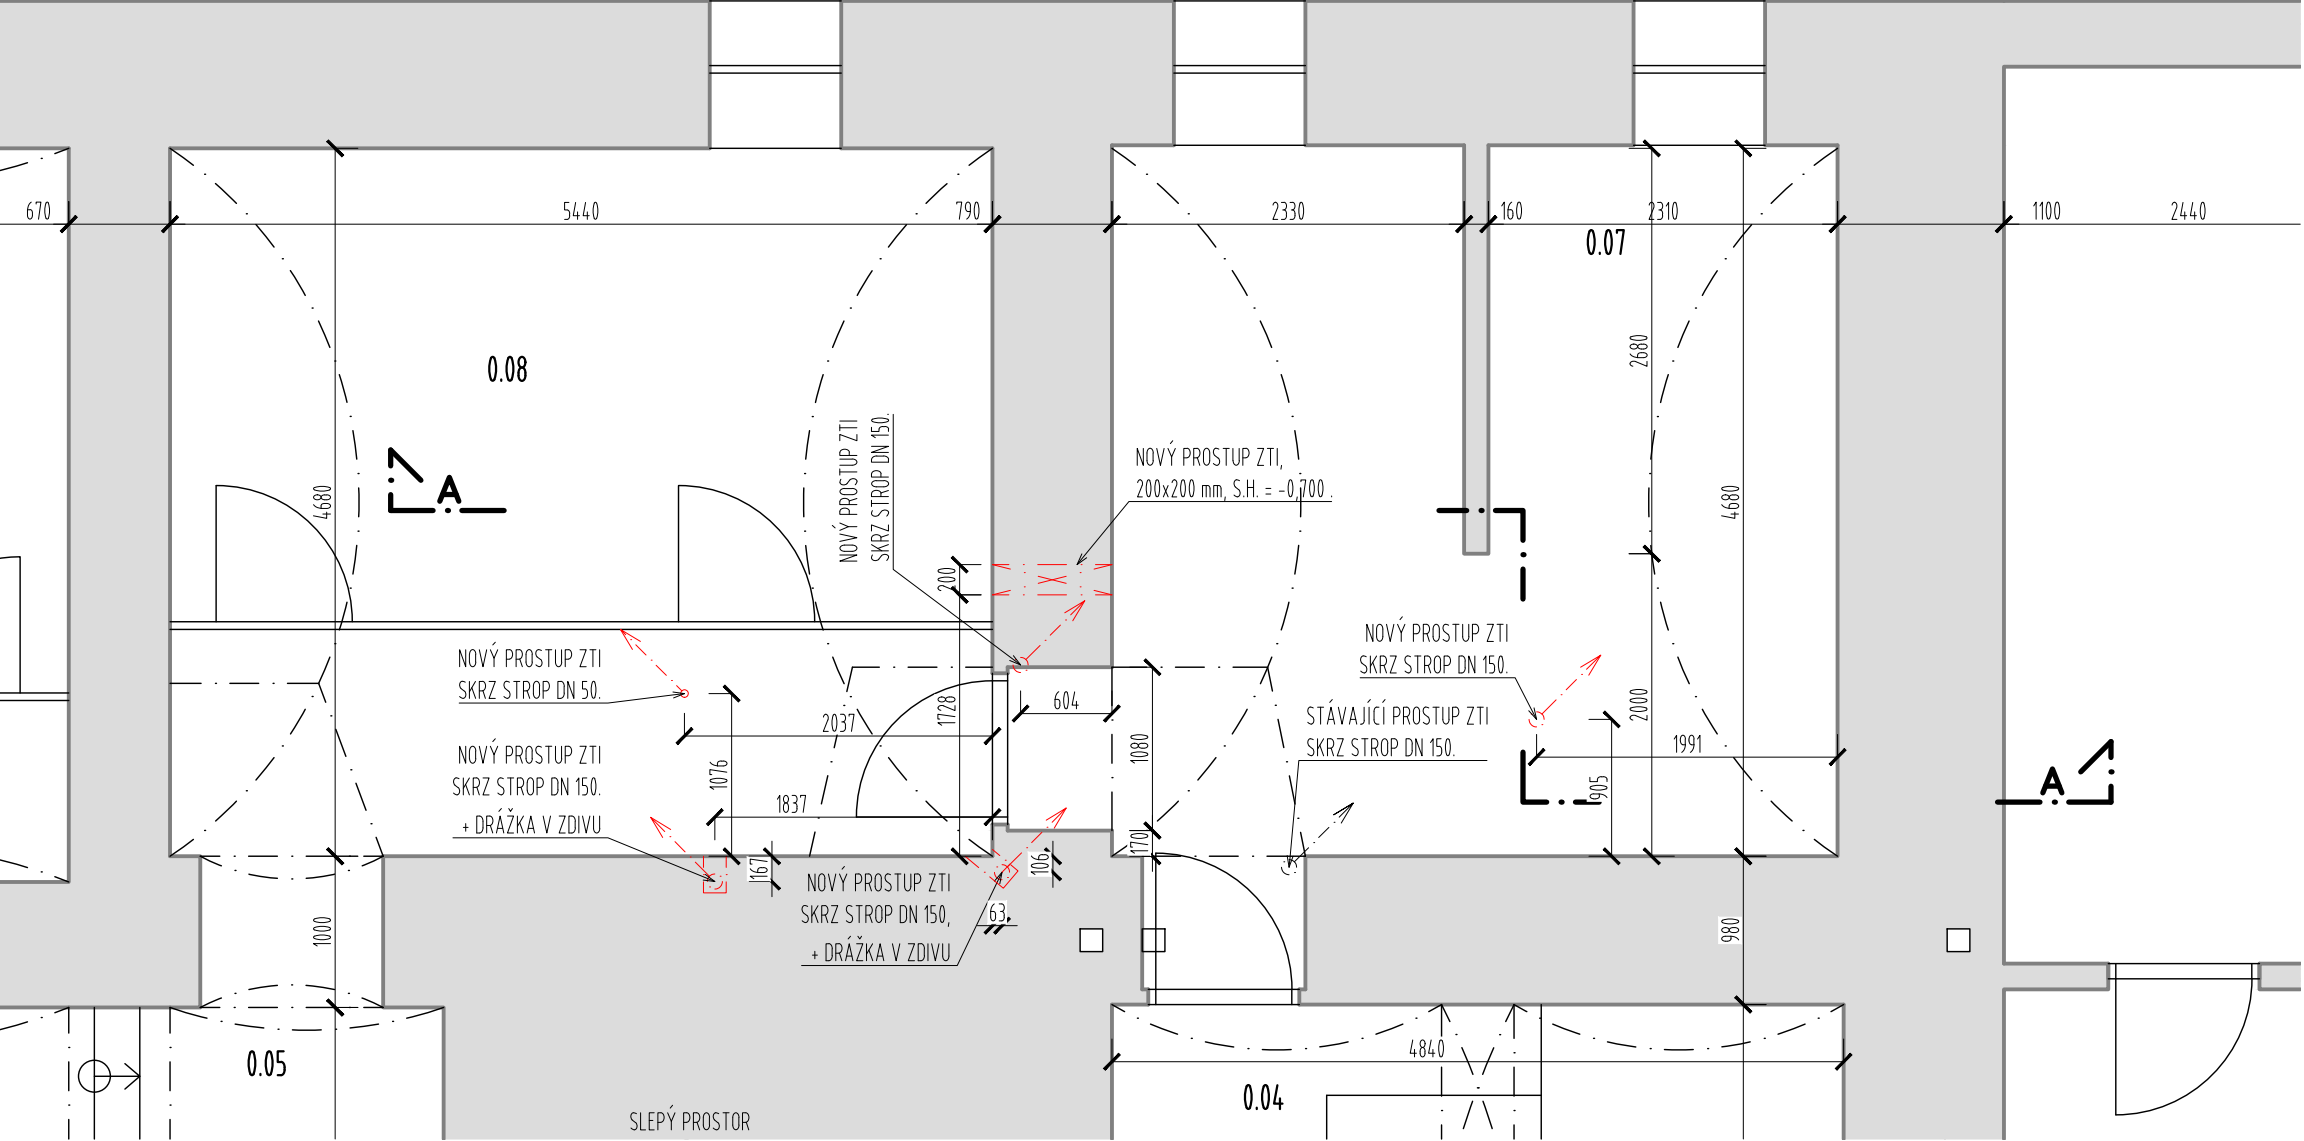 670
5440
790
2330
160
2310
1100
2440
0.07
2680
0.08
4680
A
NOVÝ PROSTUP ZTI
SKRZ STROP DN 150.
NOVÝ PROSTUP ZTI,
200x200 mm, S.H. = -0,700 .
4680
200
NOVÝ PROSTUP ZTI
SKRZ STROP DN 50.
NOVÝ PROSTUP ZTI
SKRZ STROP DN 150.
604
1728
2037
1080
STÁVAJÍCÍ PROSTUP ZTI
SKRZ STROP DN 150.
2000
1991
905
A
NOVÝ PROSTUP ZTI
SKRZ STROP DN 150.
+ DRÁŽKA V ZDIVU
1076
1837
167
170
106
NOVÝ PROSTUP ZTI
SKRZ STROP DN 150,
+ DRÁŽKA V ZDIVU
63
1000
980
0.05
4840
0.04
SLEPÝ PROSTOR